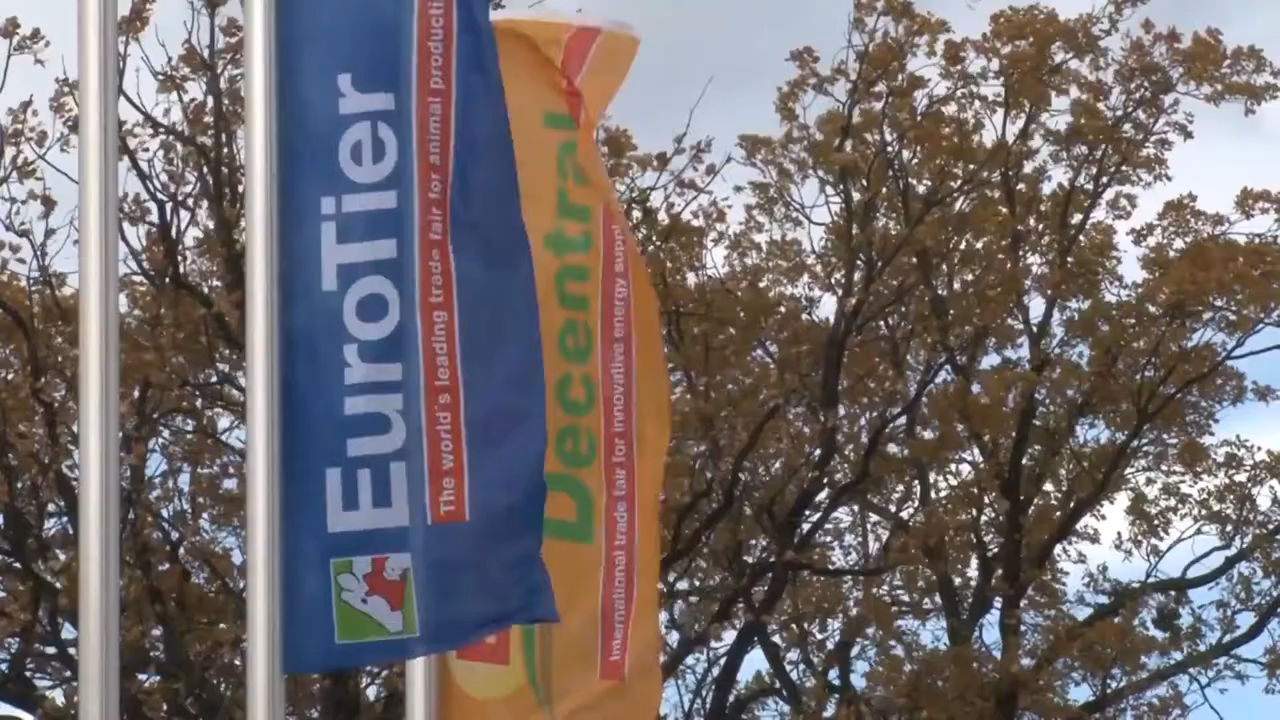 EuroTier
The world's leading trade fair for animal producti
Decentral
International trade fair for innovative energy suppl